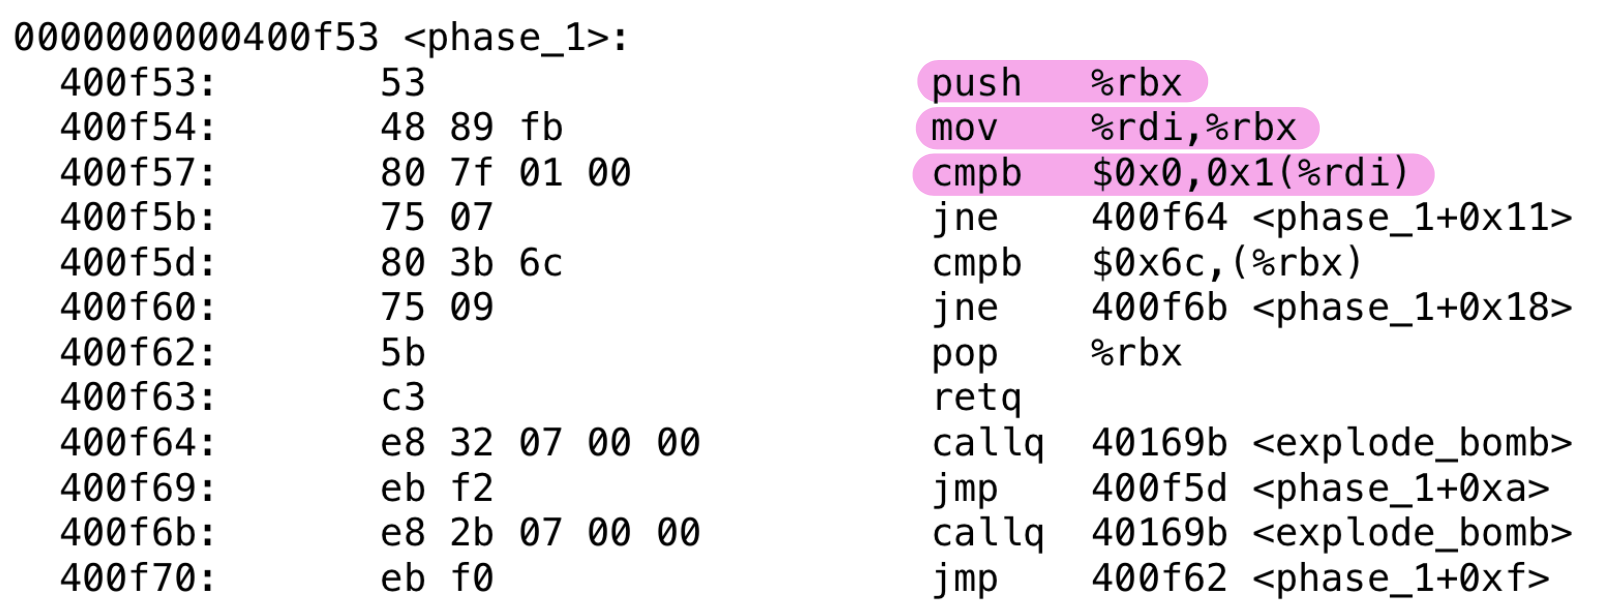 0000000000400f53 <phase_1>:
400f53: 53 push %rbx
400f54: 48 89 fb mov %rdi,%rbx
400f57: 80 7f 01 00 cmpb $0x0,0x1(%rdi)
400f5b: 75 07 jne 400f64 <phase_1+0x11>
400f5d: 80 3b 6c cmpb $0x6c,(%rbx)
400f60: 75 09 jne 400f6b <phase_1+0x18>
400f62: 5b pop %rbx
400f63: c3 retq
400f64: e8 32 07 00 00 callq 40169b <explode_bomb>
400f69: eb f2 jmp 400f5d <phase_1+0xa>
400f6b: e8 2b 07 00 00 callq 40169b <explode_bomb>
400f70: eb f0 jmp 400f62 <phase_1+0xf>